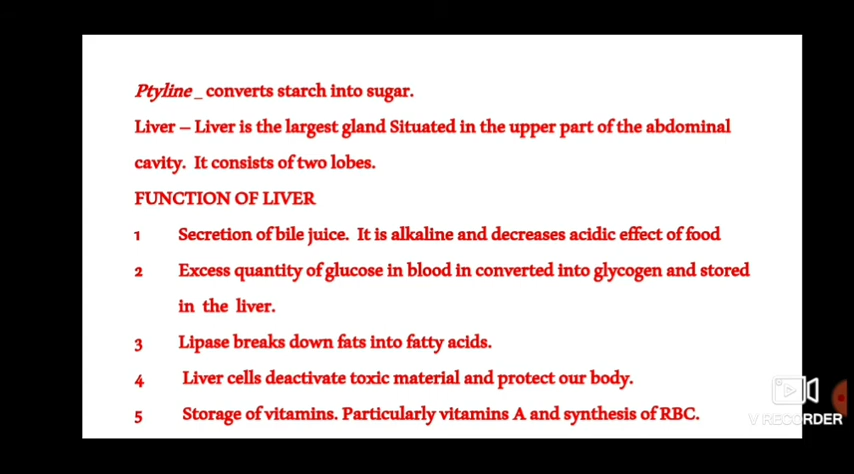 Ptyline _ converts starch into sugar.
Liver – Liver is the largest gland Situated in the upper part of the abdominal
cavity. It consists of two lobes.
FUNCTION OF LIVER
1 Secretion of bile juice. It is alkaline and decreases acidic effect of food
2 Excess quantity of glucose in blood in converted into glycogen and stored
in the liver.
3 Lipase breaks down fats into fatty acids.
4 Liver cells deactivate toxic material and protect our body.
5 Storage of vitamins. Particularly vitamins A and synthesis of RBC.
V RECORDER